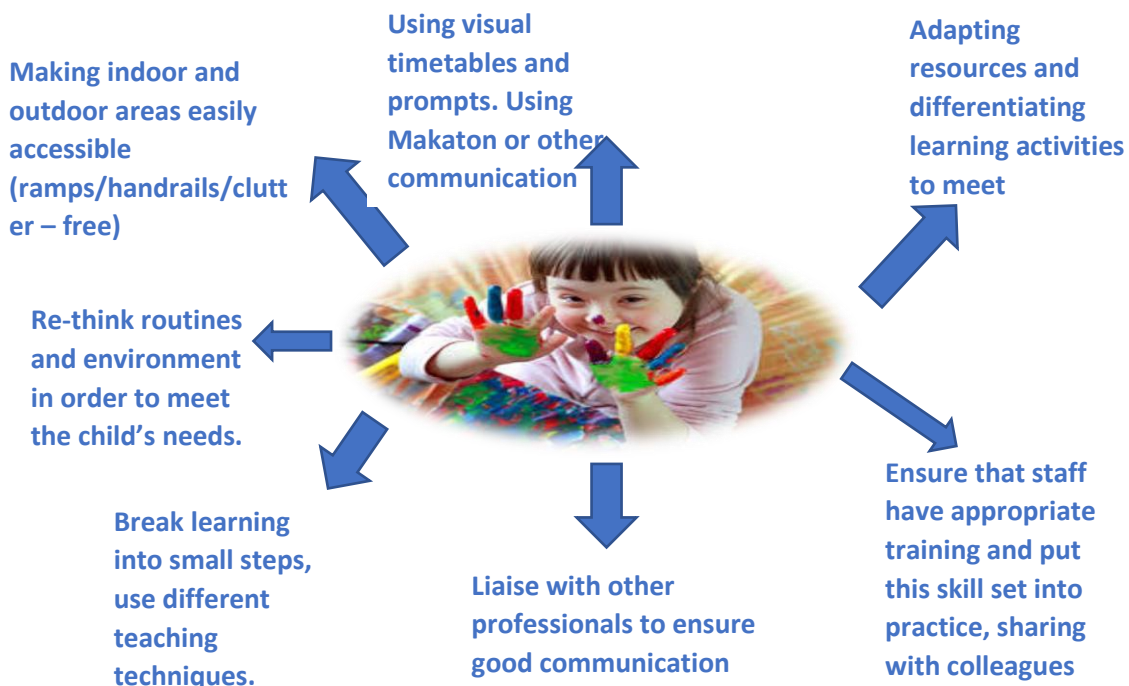 Using visual
timetables and
prompts. Using
Makaton or other
communication
Adapting
resources and
differentiating
learning activities
to meet
Making indoor and
outdoor areas easily
accessible
(ramps/handrails/clutt
er – free)
Re-think routines
and environment
in order to meet
the child’s needs.
Break learning
into small steps,
use different
teaching
techniques.
Liaise with other
professionals to ensure
good communication
Ensure that staff
have appropriate
training and put
this skill set into
practice, sharing
with colleagues